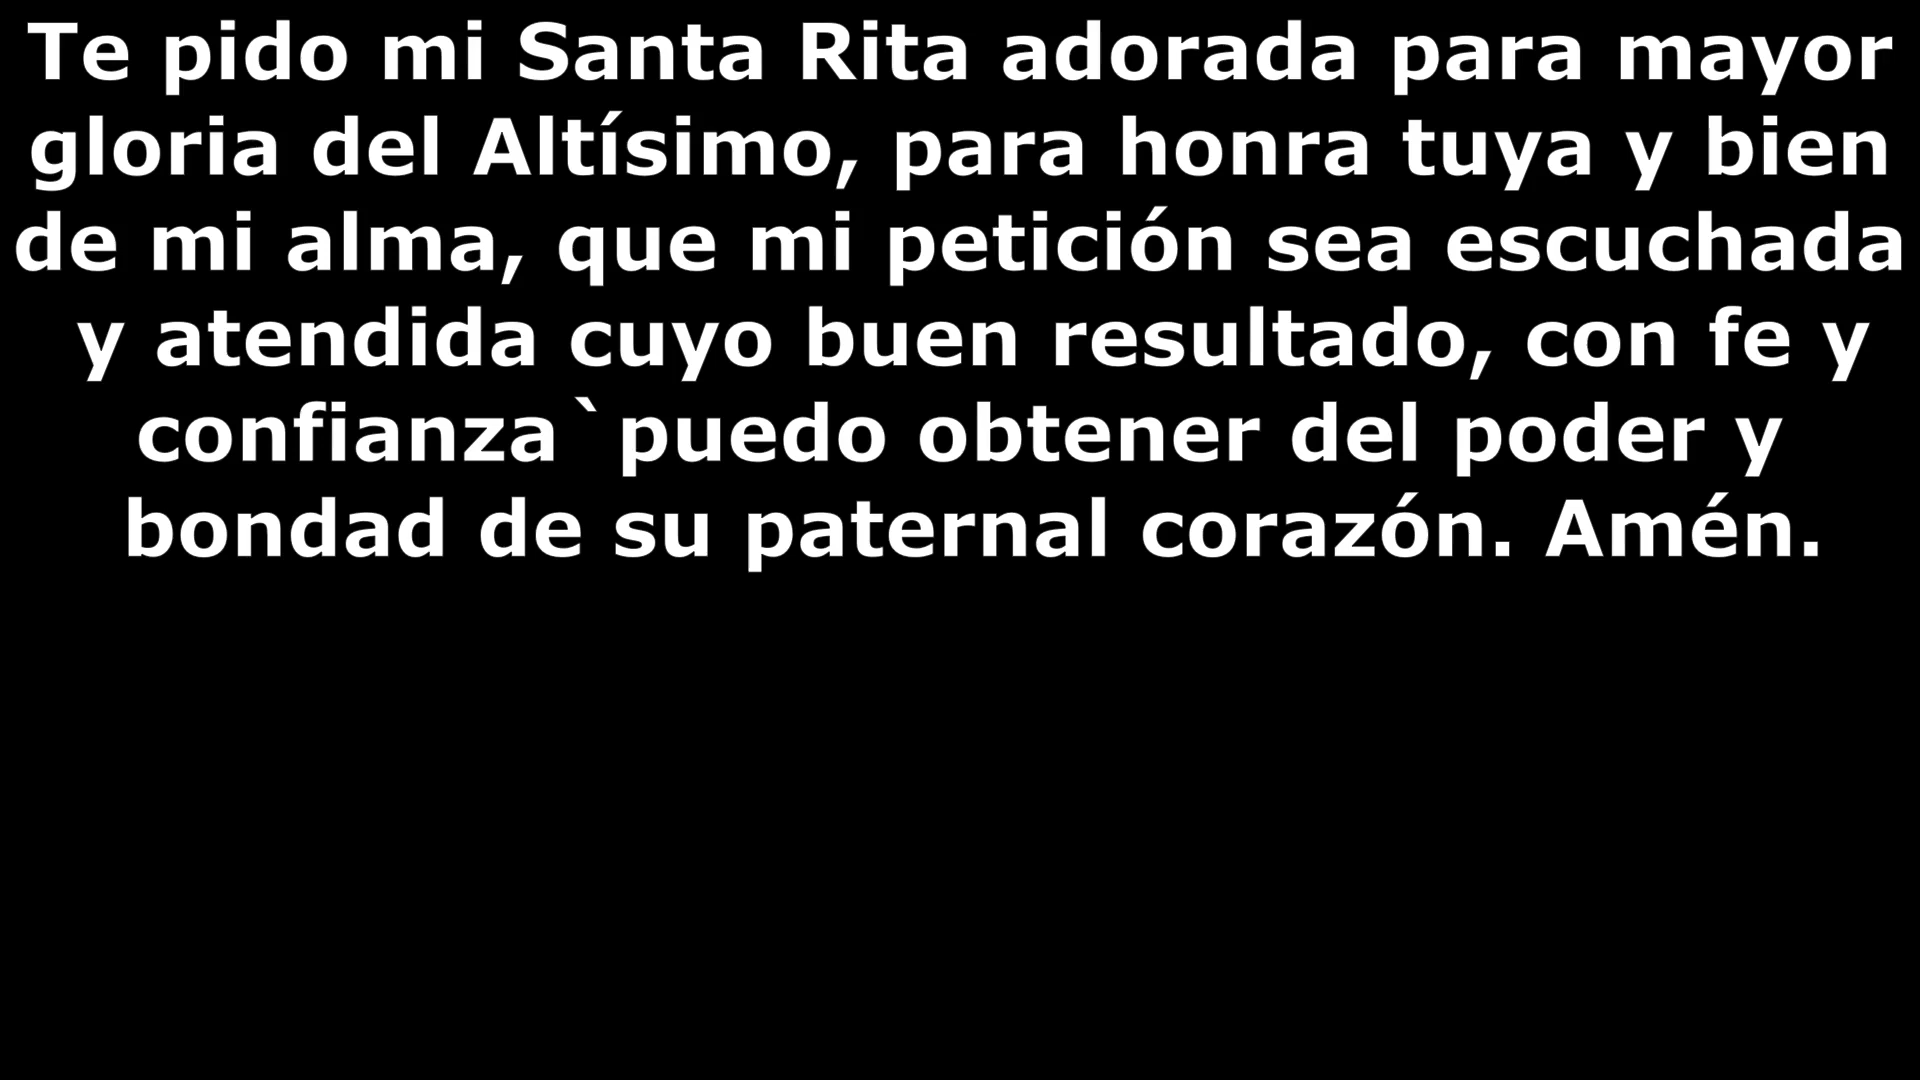 Te pido mi Santa Rita adorada para mayor
gloria del Altísimo, para honra tuya y bien
de mi alma, que mi petición sea escuchada
y atendida cuyo buen resultado, con fe y
confianza`puedo obtener del poder y
bondad de su paternal corazón. Amén.